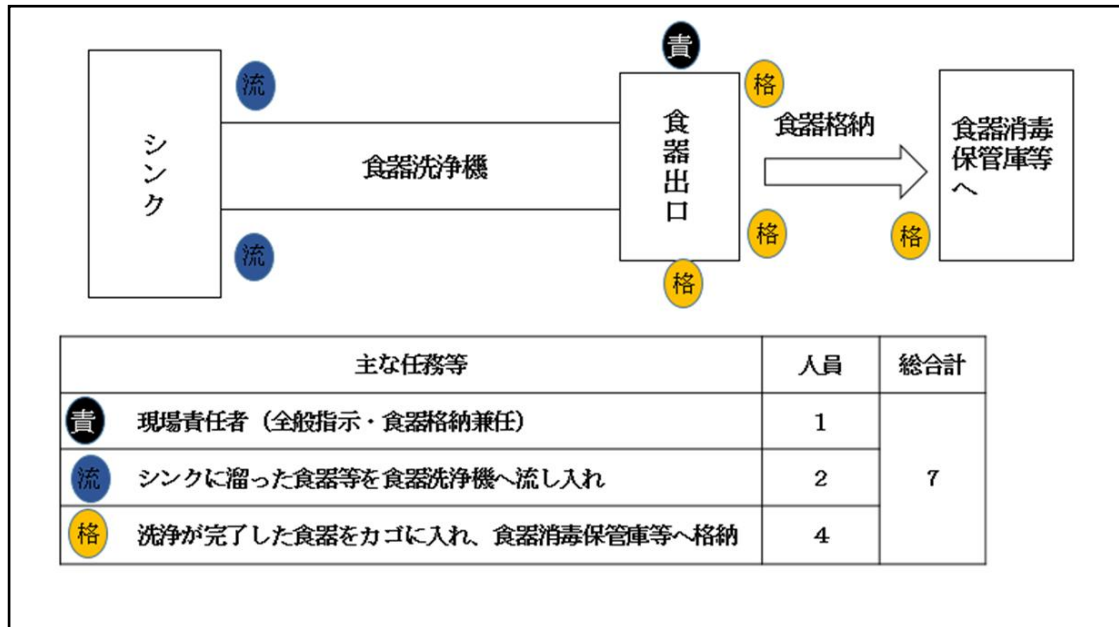 責
流
格
シンク
食器洗浄機
食器出口
食器格納
食器消毒
保管庫等
へ
流
格
格
格
主な任務等 人員 総合計
責 現場責任者（全般指示・食器格納兼任） 1
流 シンクに溜った食器等を食器洗浄機へ流し入れ 2 7
格 洗浄が完了した食器をカゴに入れ、食器消毒保管庫等へ格納 4